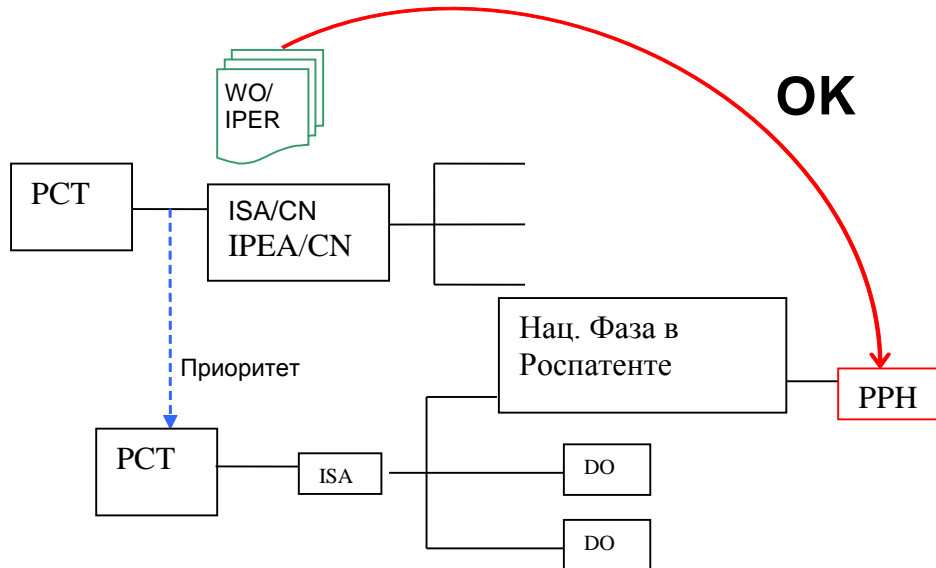 OK
WO/
IPER
PCT
ISA/CN
IPEA/CN
Нац. Фаза в
Роспатенте
PPH
Приоритет
PCT
ISA
DO
DO